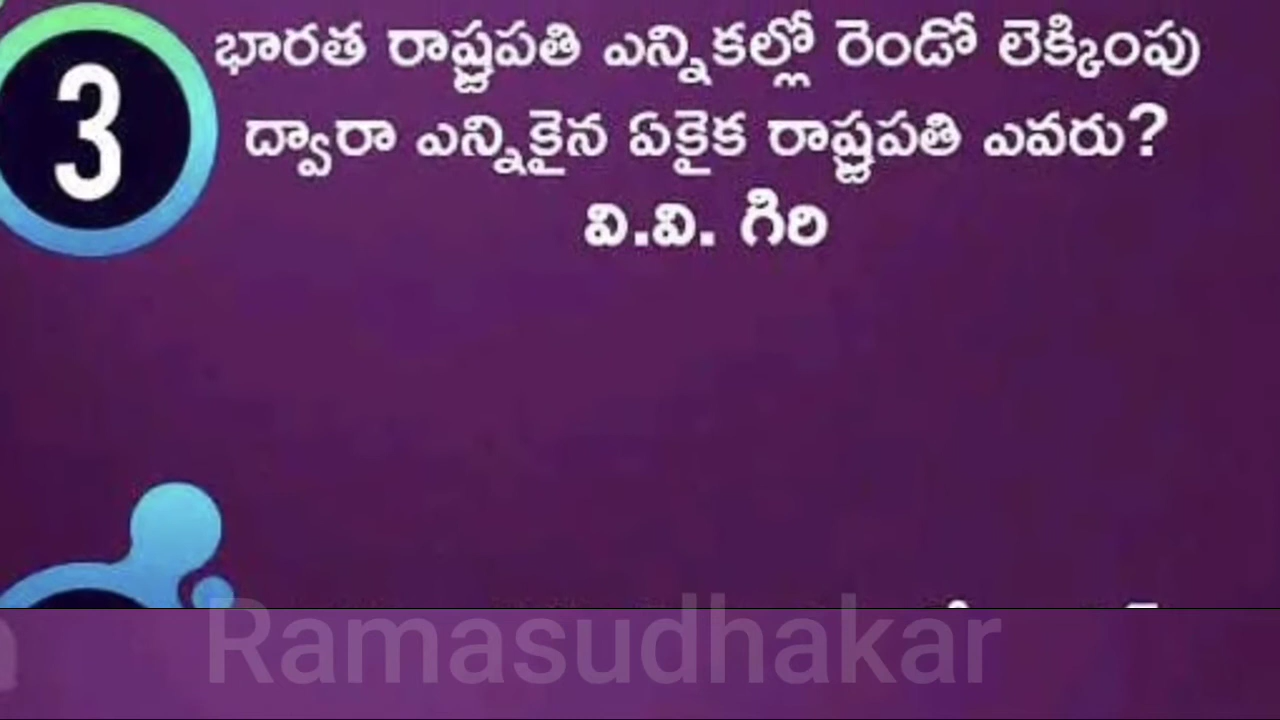 3
భారత రాష్ట్రపతి ఎన్నికల్లో రెండో లెక్కింపు
ద్వారా ఎన్నికైన ఏకైక రాష్ట్రపతి ఎవరు?
వి.వి. గిరి
Ramasudhakar